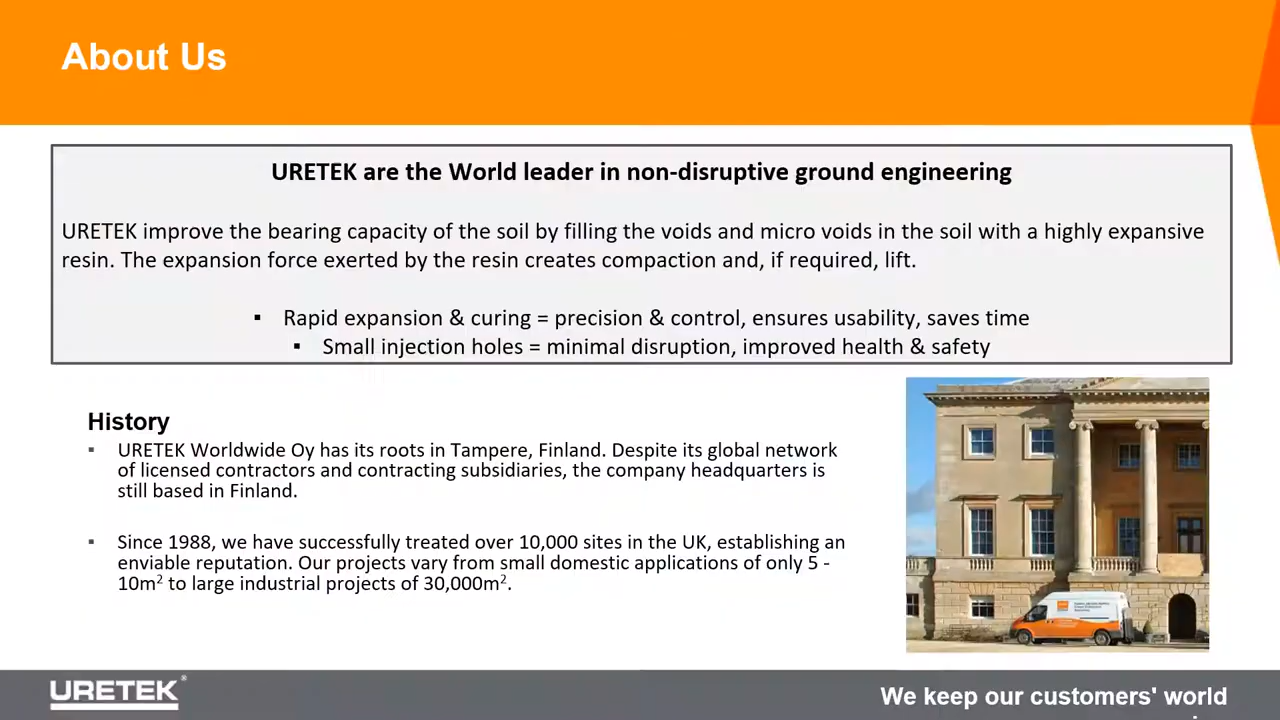 About Us
URETEK are the World leader in non-disruptive ground engineering
URETEK improve the bearing capacity of the soil by filling the voids and micro voids in the soil with a highly expansive
resin. The expansion force exerted by the resin creates compaction and, if required, lift.
▪ Rapid expansion & curing = precision & control, ensures usability, saves time
▪ Small injection holes = minimal disruption, improved health & safety
History
▪ URETEK Worldwide Oy has its roots in Tampere, Finland. Despite its global network
of licensed contractors and contracting subsidiaries, the company headquarters is
still based in Finland.
▪ Since 1988, we have successfully treated over 10,000 sites in the UK, establishing an
enviable reputation. Our projects vary from small domestic applications of only 5 -
10m² to large industrial projects of 30,000m².
URETEK®
We keep our customers' world